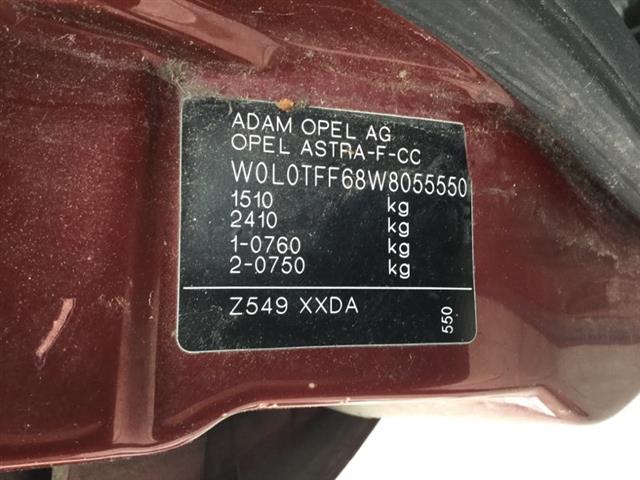 ADAM OPEL AG
OPEL ASTRA-F-CC
W0L0TFF68W8055550
1510 kg
2410 kg
1-0760 kg
2-0750 kg
Z549 XXDA
550